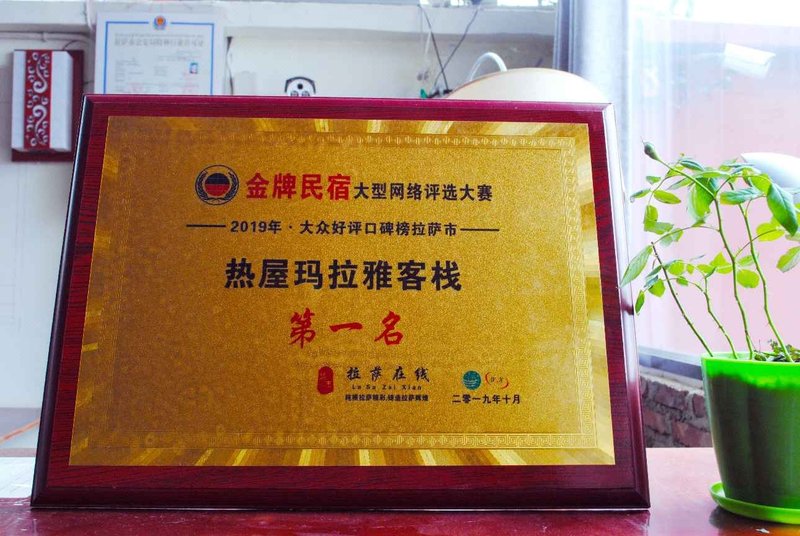 金牌民宿大型网络评选大赛
2019年·大众好评口碑榜拉萨市
热屋玛拉雅客栈
第一名
拉萨在线
La Sa Zai Xian
二零一九年十月